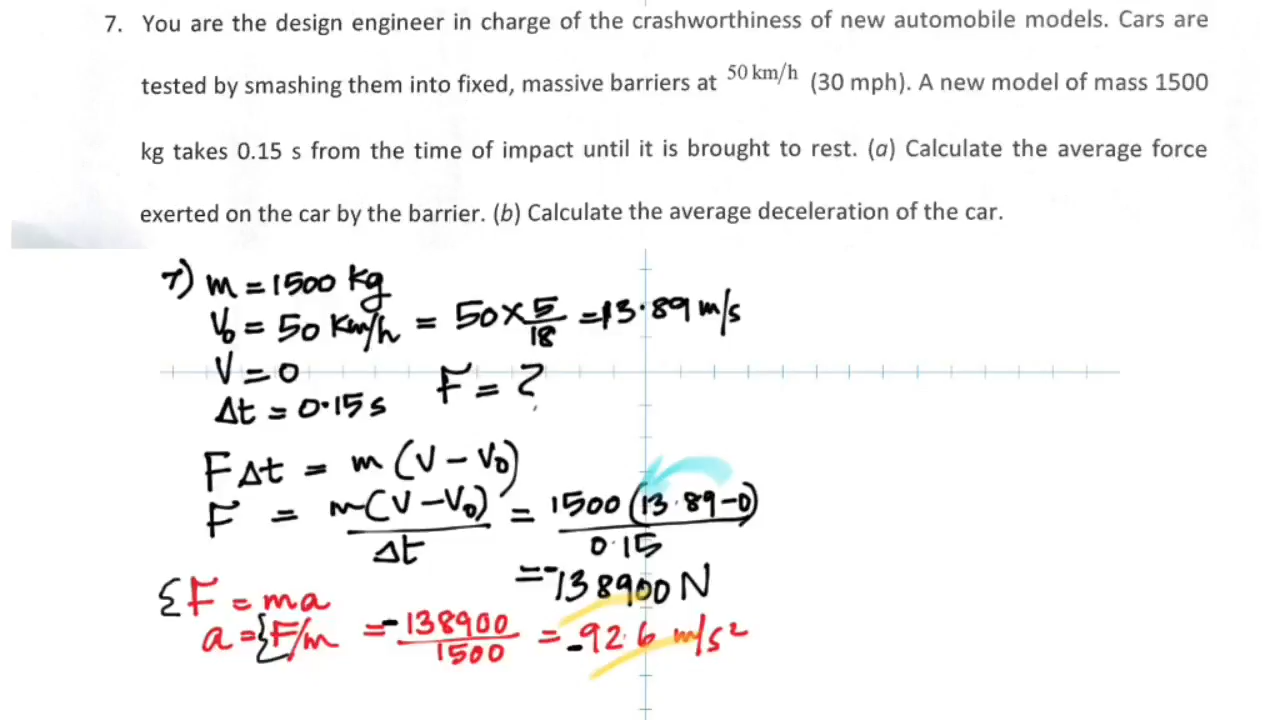 7. You are the design engineer in charge of the crashworthiness of new automobile models. Cars are
tested by smashing them into fixed, massive barriers at 50 km/h (30 mph). A new model of mass 1500
kg takes 0.15 s from the time of impact until it is brought to rest. (a) Calculate the average force
exerted on the car by the barrier. (b) Calculate the average deceleration of the car.
7) m = 1500 kg
V₀ = 50 Km/h = 50 × 5/18 = 13.89 m/s
V = 0
F = ?
Δt = 0.15 s
F Δt = m (V – V₀)
F = m(V – V₀)/Δt = 1500 (13.89 – 0)/0.15
= -138900 N
Σ F = ma
a = Σ F/m = -138900/1500 = -92.6 m/s²